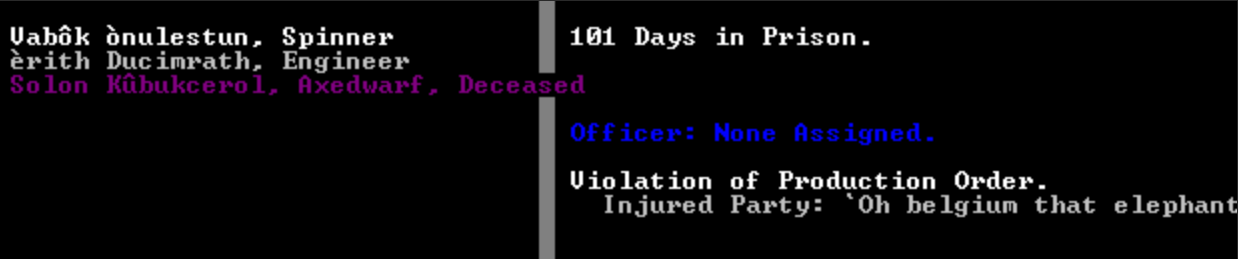 Vabôk ònulestun, Spinner
èrith Ducimrath, Engineer
Solon Kûbukcerol, Axedwarf, Deceased
101 Days in Prison.
Officer: None Assigned.
Violation of Production Order.
Injured Party: `Oh belgium that elephant